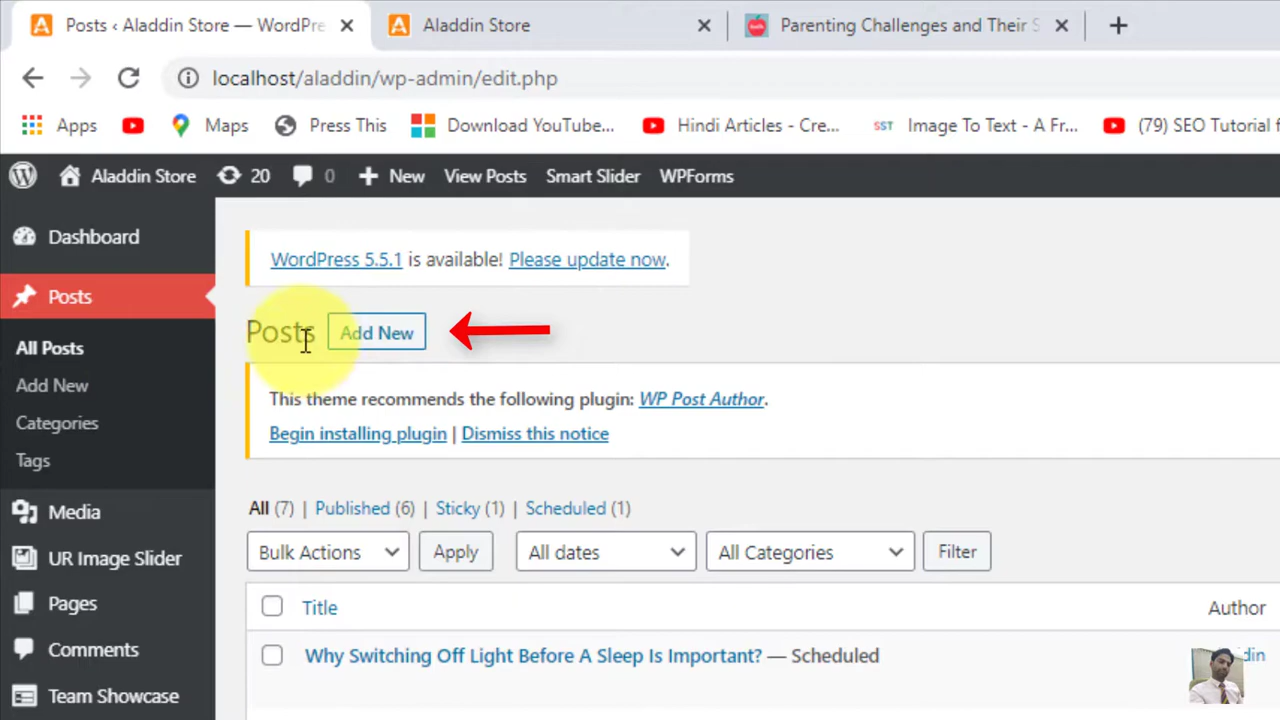 Posts ‹ Aladdin Store — WordPre
Aladdin Store
Parenting Challenges and Their S
localhost/aladdin/wp-admin/edit.php
Apps
Maps
Press This
Download YouTube...
Hindi Articles - Cre...
SST
Image To Text - A Fr...
(79) SEO Tutorial f
Aladdin Store
20
0
New
View Posts
Smart Slider
WPForms
Dashboard
WordPress 5.5.1 is available! Please update now.
Posts
Posts
Add New
All Posts
Add New
This theme recommends the following plugin: WP Post Author.
Categories
Begin installing plugin | Dismiss this notice
Tags
All (7) | Published (6) | Sticky (1) | Scheduled (1)
Media
Bulk Actions
Apply
All dates
All Categories
Filter
UR Image Slider
Pages
Title
Author
Comments
Why Switching Off Light Before A Sleep Is Important? — Scheduled
din
Team Showcase